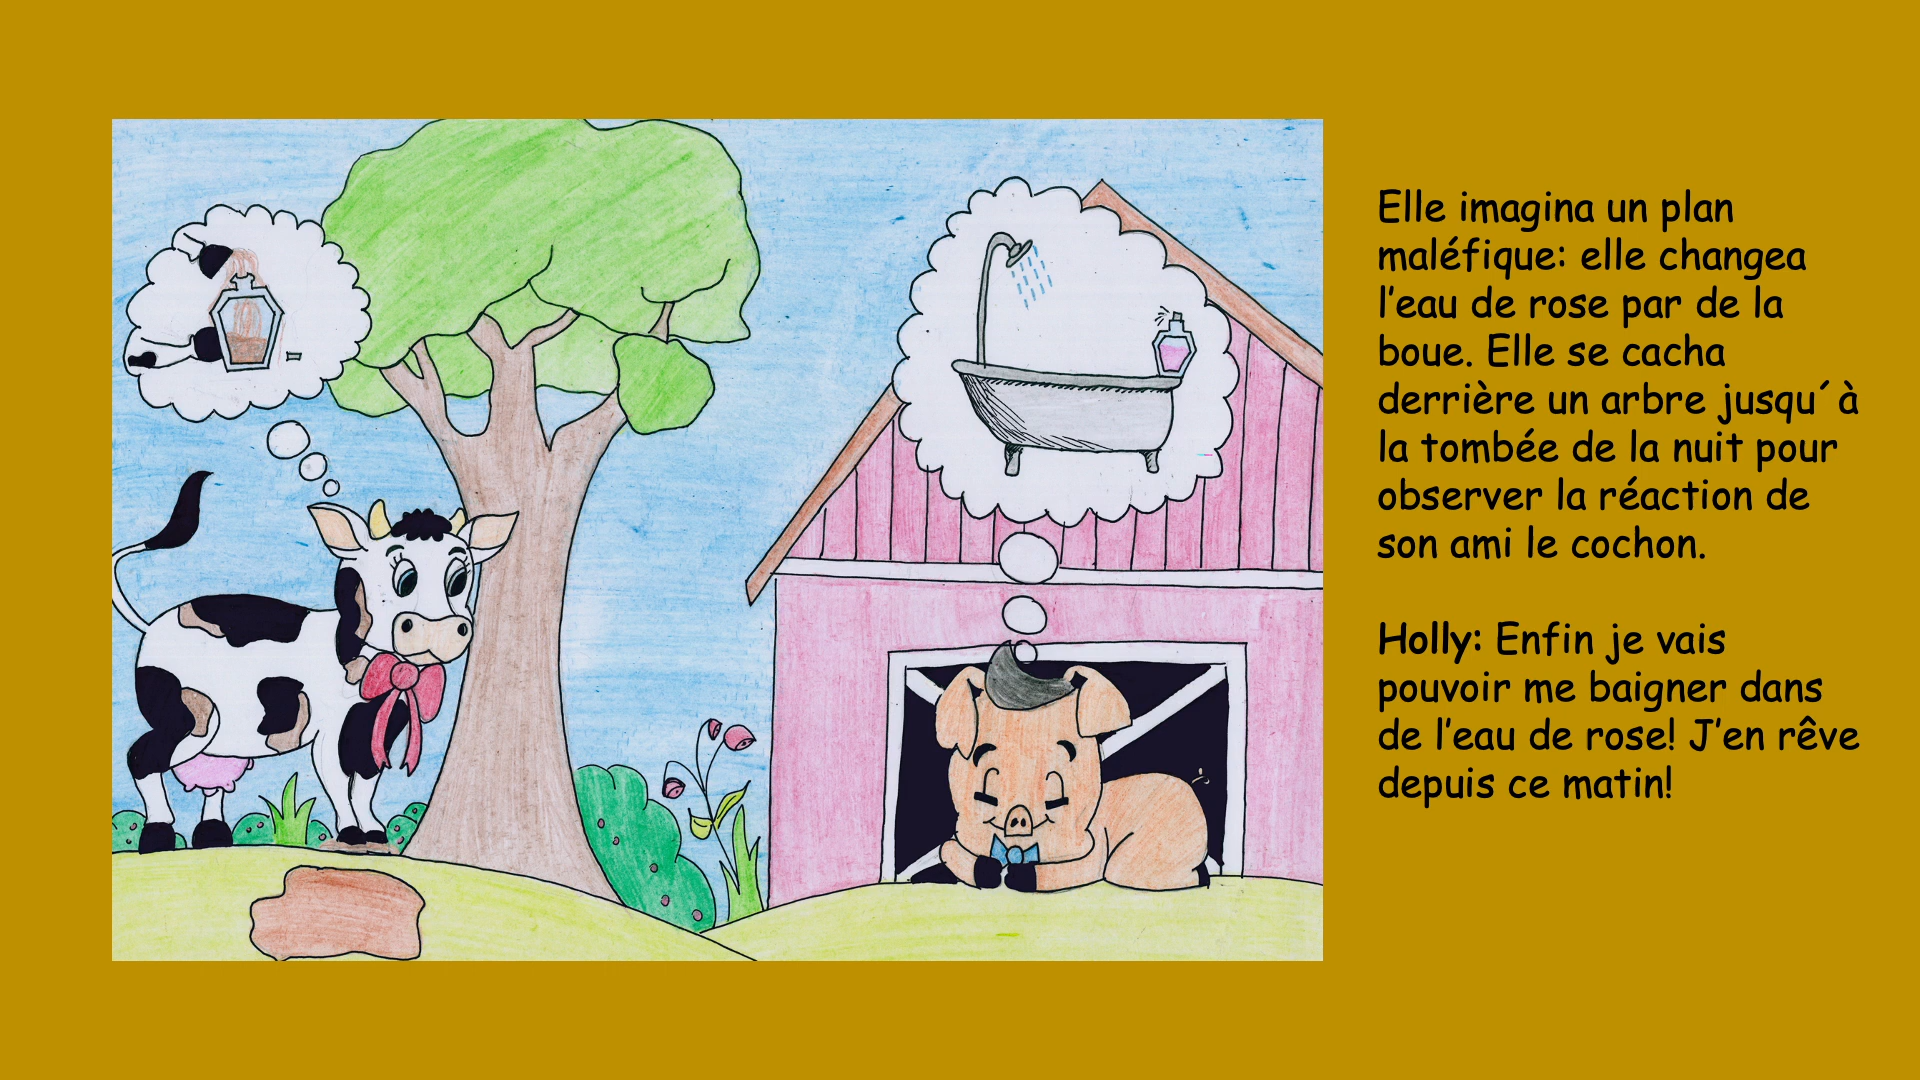 Elle imagina un plan
maléfique: elle changea
l’eau de rose par de la
boue. Elle se cacha
derrière un arbre jusqu´à
la tombée de la nuit pour
observer la réaction de
son ami le cochon.
Holly: Enfin je vais
pouvoir me baigner dans
de l’eau de rose! J’en rêve
depuis ce matin!